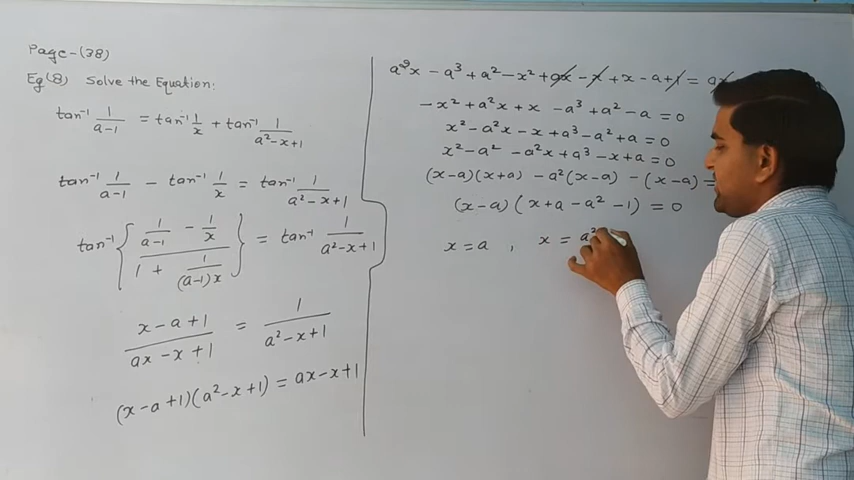 Page-(38)
Eg(8) Solve the Equation:
tan⁻¹ 1/(a-1) = tan⁻¹ 1/x + tan⁻¹ 1/(a²-x+1)
tan⁻¹ 1/(a-1) - tan⁻¹ 1/x = tan⁻¹ 1/(a²-x+1)
tan⁻¹ { (1/(a-1) - 1/x) / (1 + 1/((a-1)x)) } = tan⁻¹ 1/(a²-x+1)
(x-a+1)/(ax-x+1) = 1/(a²-x+1)
(x-a+1)(a²-x+1) = ax-x+1
a²x - a³ + a² - x² + ax - x + x - a + 1 = ax
-x² + a²x + x - a³ + a² - a = 0
x² - a²x - x + a³ - a² + a = 0
x² - a² - a²x + a³ - x + a = 0
(x-a)(x+a) - a²(x-a) - (x-a) =
(x-a)(x+a-a²-1) = 0
x = a , x = a²